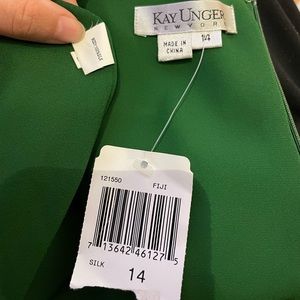 KAY UNGER
NEW YORK
MADE IN
CHINA
14
121550 FIJI
7 13642 46127 5
SILK 14